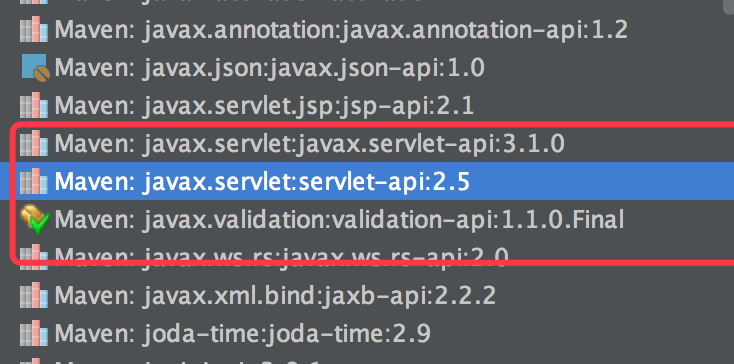 Maven: javax.annotation:javax.annotation-api:1.2
Maven: javax.json:javax.json-api:1.0
Maven: javax.servlet.jsp:jsp-api:2.1
Maven: javax.servlet:javax.servlet-api:3.1.0
Maven: javax.servlet:servlet-api:2.5
Maven: javax.validation:validation-api:1.1.0.Final
Maven: javax.ws.rs:javax.ws.rs-api:2.0
Maven: javax.xml.bind:jaxb-api:2.2.2
Maven: joda-time:joda-time:2.9